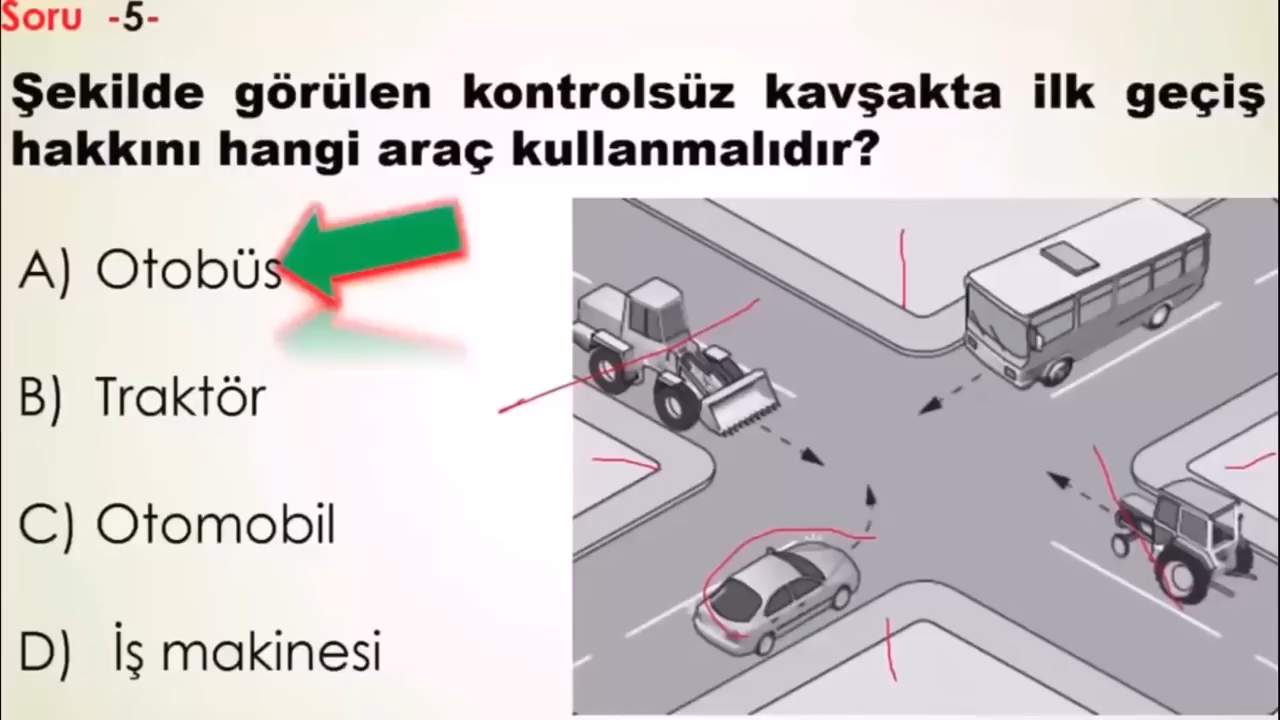 Soru -5-
Şekilde görülen kontrolsüz kavşakta ilk geçiş
hakkını hangi araç kullanmalıdır?
A) Otobüs
B) Traktör
C) Otomobil
D) İş makinesi